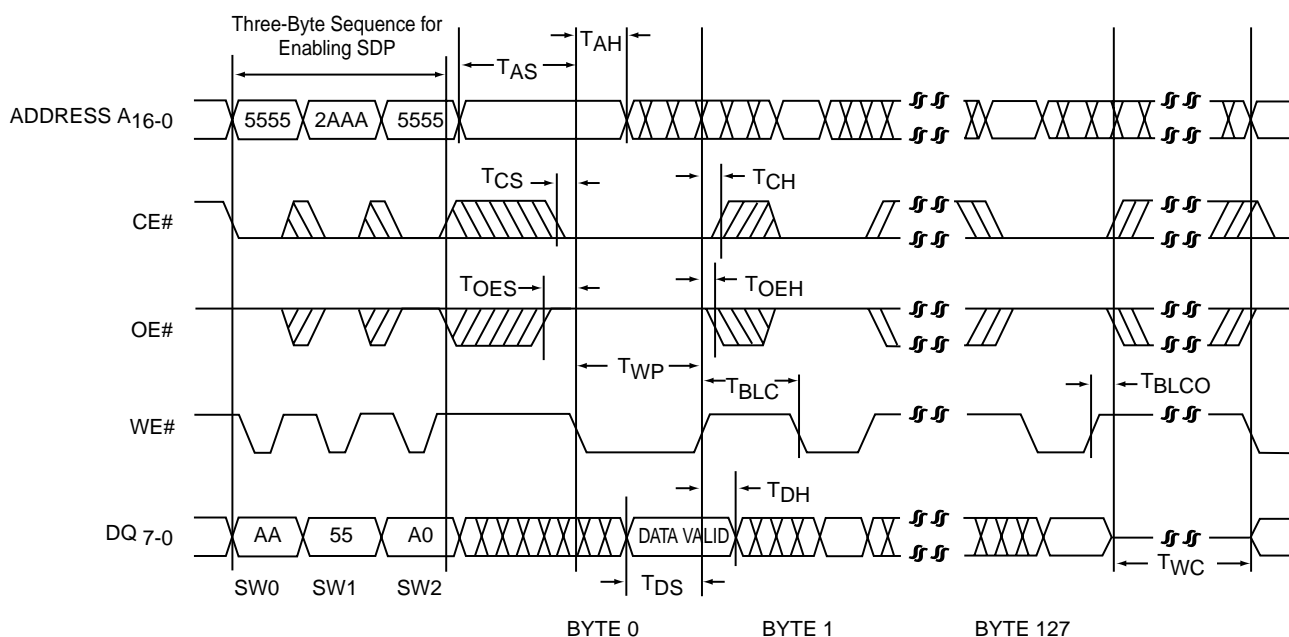 Three-Byte Sequence for
Enabling SDP
TAH
TAS
ADDRESS A16-0
5555
2AAA
5555
TCS
TCH
CE#
TOES
TOEH
OE#
TWP
TBLC
TBLCO
WE#
TDH
DQ 7-0
AA
55
A0
DATA VALID
SW0
SW1
SW2
TDS
TWC
BYTE 0
BYTE 1
BYTE 127